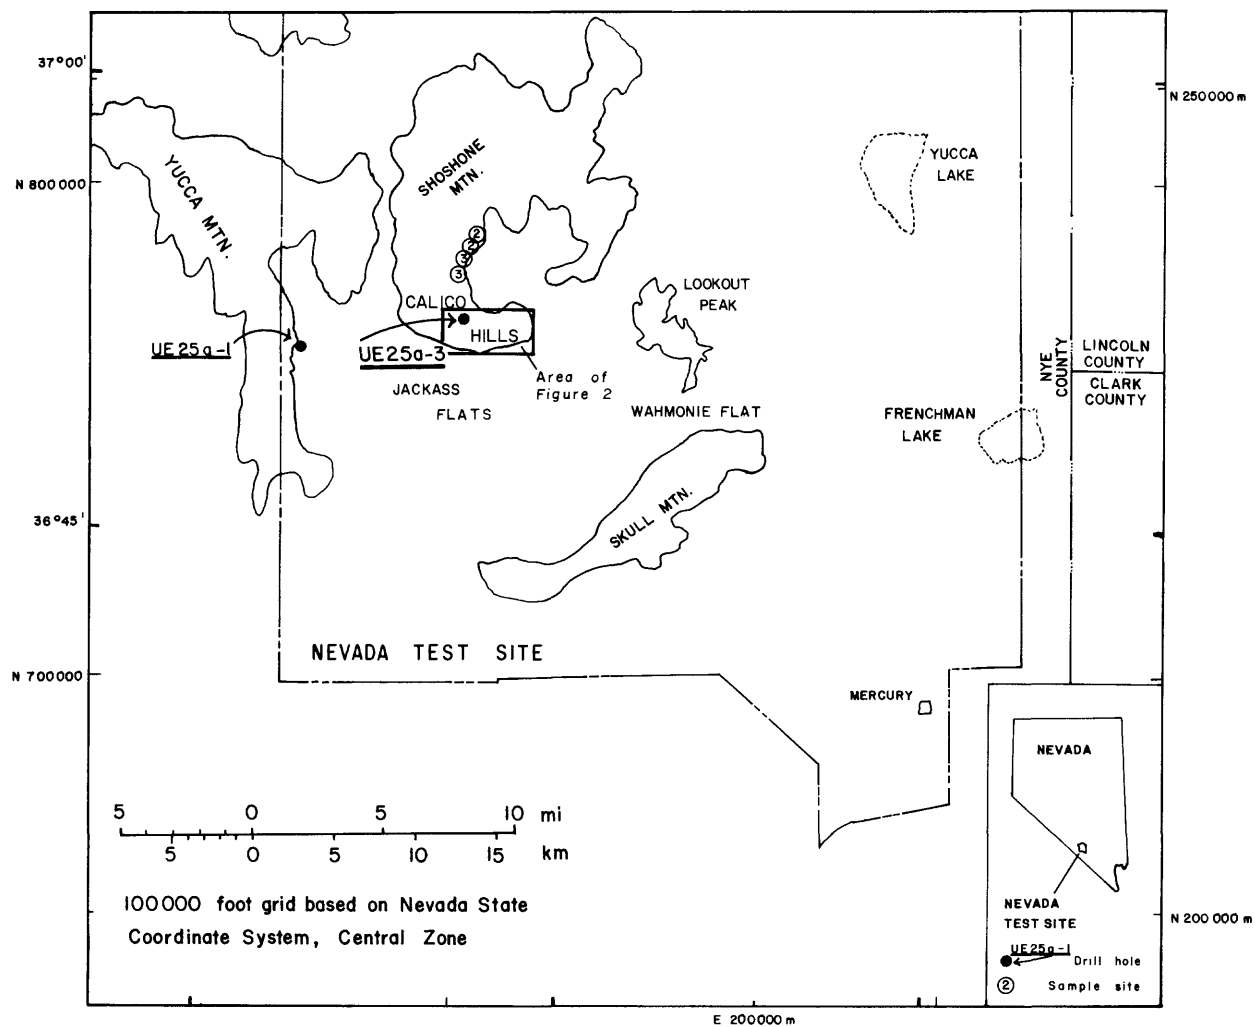 37°00'
N 250000 m
YUCCA
LAKE
SHOSHONE
MTN.
YUCCA MTN.
N 800000
2
2
3
3
LOOKOUT
PEAK
CALICO
HILLS
UE25a-1
UE25a-3
Area of
Figure 2
JACKASS
FLATS
WAHMONIE FLAT
NYE
COUNTY
LINCOLN
COUNTY
CLARK
COUNTY
FRENCHMAN
LAKE
36°45'
SKULL MTN.
NEVADA TEST SITE
N 700000
MERCURY
NEVADA
5 0 5 10 mi
5 0 5 10 15 km
100000 foot grid based on Nevada State
Coordinate System, Central Zone
NEVADA
TEST SITE
N 200000 m
UE25a-1
Drill hole
2 Sample site
E 200000 m